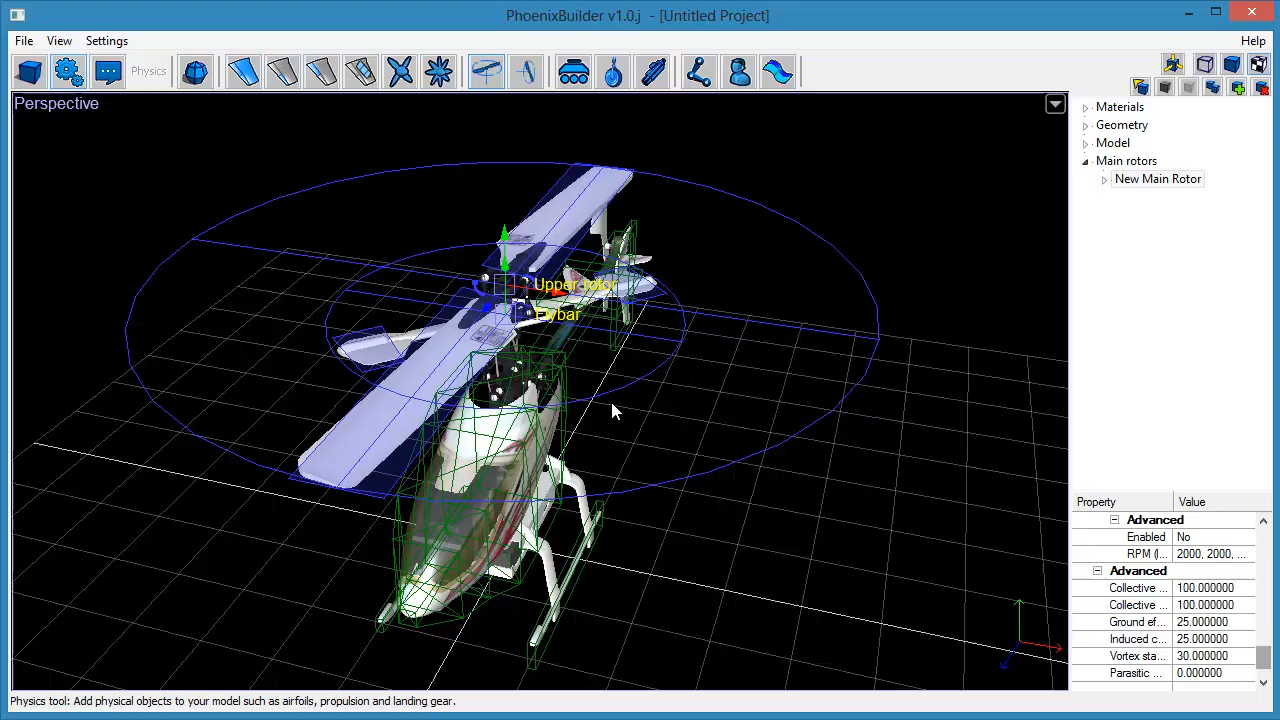 PhoenixBuilder v1.0.j - [Untitled Project]
File View Settings Help
Physics
Perspective
Upper rotor
Flybar
Materials
Geometry
Model
Main rotors
New Main Rotor
Property Value
Advanced
Enabled No
RPM (I... 2000, 2000, ...
Advanced
Collective ... 100.000000
Collective ... 100.000000
Ground ef... 25.000000
Induced c... 25.000000
Vortex sta... 30.000000
Parasitic ... 0.000000
Physics tool: Add physical objects to your model such as airfoils, propulsion and landing gear.